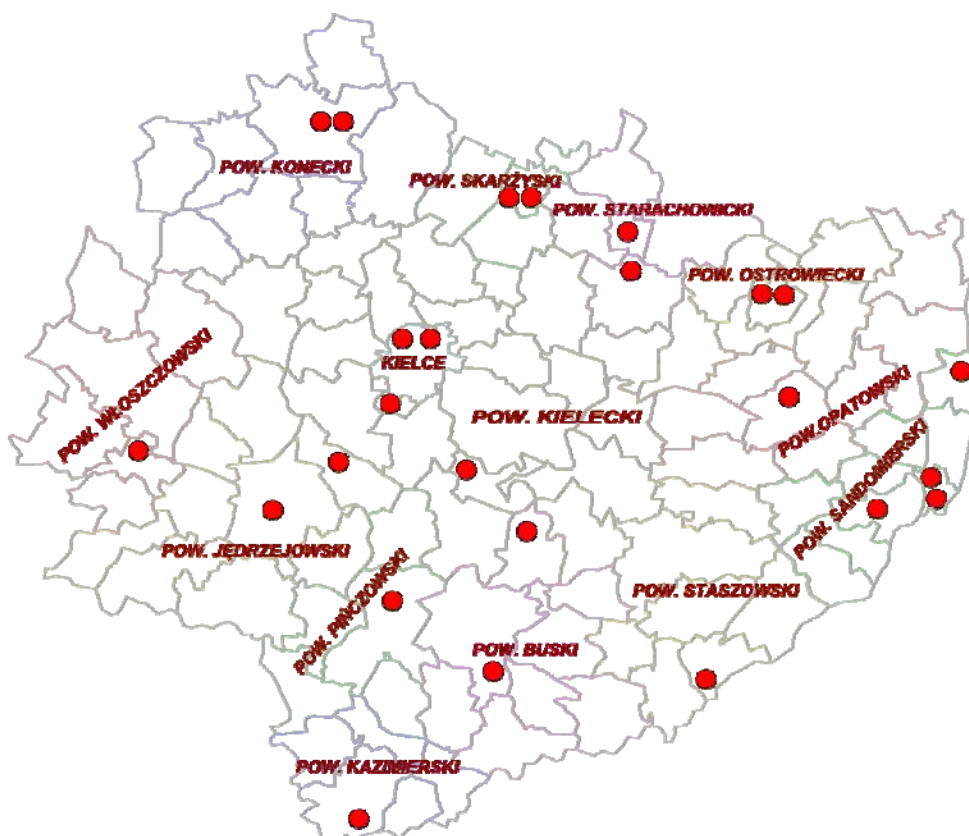 POW. KONECKI
POW. SKARŻYSKI
POW. STARACHOWICKI
POW. OSTROWIECKI
POW. WŁOSZCZOWSKI
KIELCE
POW. KIELECKI
POW.OPATOWSKI
POW. SANDOMIERSKI
POW. JĘDRZEJOWSKI
POW. PIŃCZOWSKI
POW. STASZOWSKI
POW. BUSKI
POW. KAZIMIERSKI